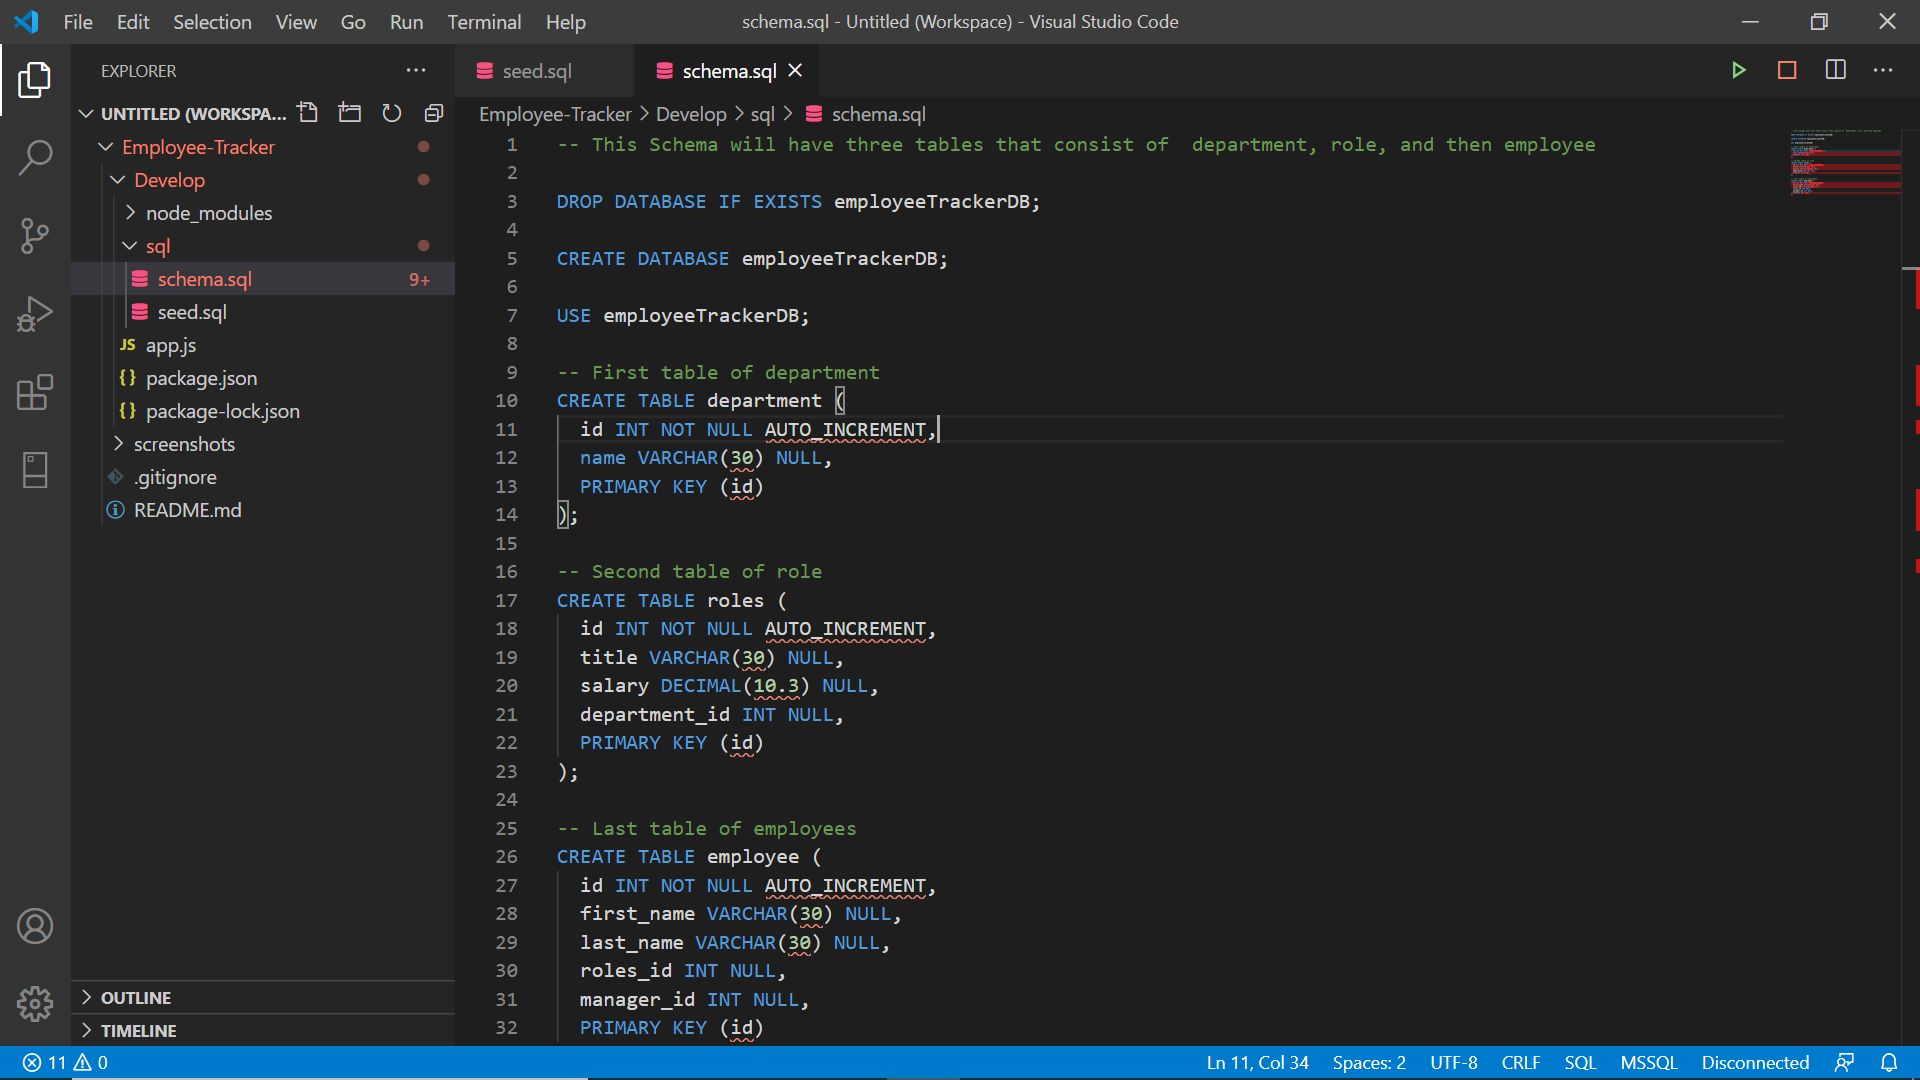 File Edit Selection View Go Run Terminal Help
schema.sql - Untitled (Workspace) - Visual Studio Code
EXPLORER
UNTITLED (WORKSPA...
Employee-Tracker
Develop
node_modules
sql
schema.sql 9+
seed.sql
JS app.js
{} package.json
{} package-lock.json
screenshots
.gitignore
README.md
OUTLINE
TIMELINE
seed.sql
schema.sql
Employee-Tracker > Develop > sql > schema.sql
1 -- This Schema will have three tables that consist of  department, role, and then employee
2
3 DROP DATABASE IF EXISTS employeeTrackerDB;
4
5 CREATE DATABASE employeeTrackerDB;
6
7 USE employeeTrackerDB;
8
9 -- First table of department
10 CREATE TABLE department (
11 id INT NOT NULL AUTO_INCREMENT,
12 name VARCHAR(30) NULL,
13 PRIMARY KEY (id)
14 );
15
16 -- Second table of role
17 CREATE TABLE roles (
18 id INT NOT NULL AUTO_INCREMENT,
19 title VARCHAR(30) NULL,
20 salary DECIMAL(10.3) NULL,
21 department_id INT NULL,
22 PRIMARY KEY (id)
23 );
24
25 -- Last table of employees
26 CREATE TABLE employee (
27 id INT NOT NULL AUTO_INCREMENT,
28 first_name VARCHAR(30) NULL,
29 last_name VARCHAR(30) NULL,
30 roles_id INT NULL,
31 manager_id INT NULL,
32 PRIMARY KEY (id)
11 0
Ln 11, Col 34 Spaces: 2 UTF-8 CRLF SQL MSSQL Disconnected